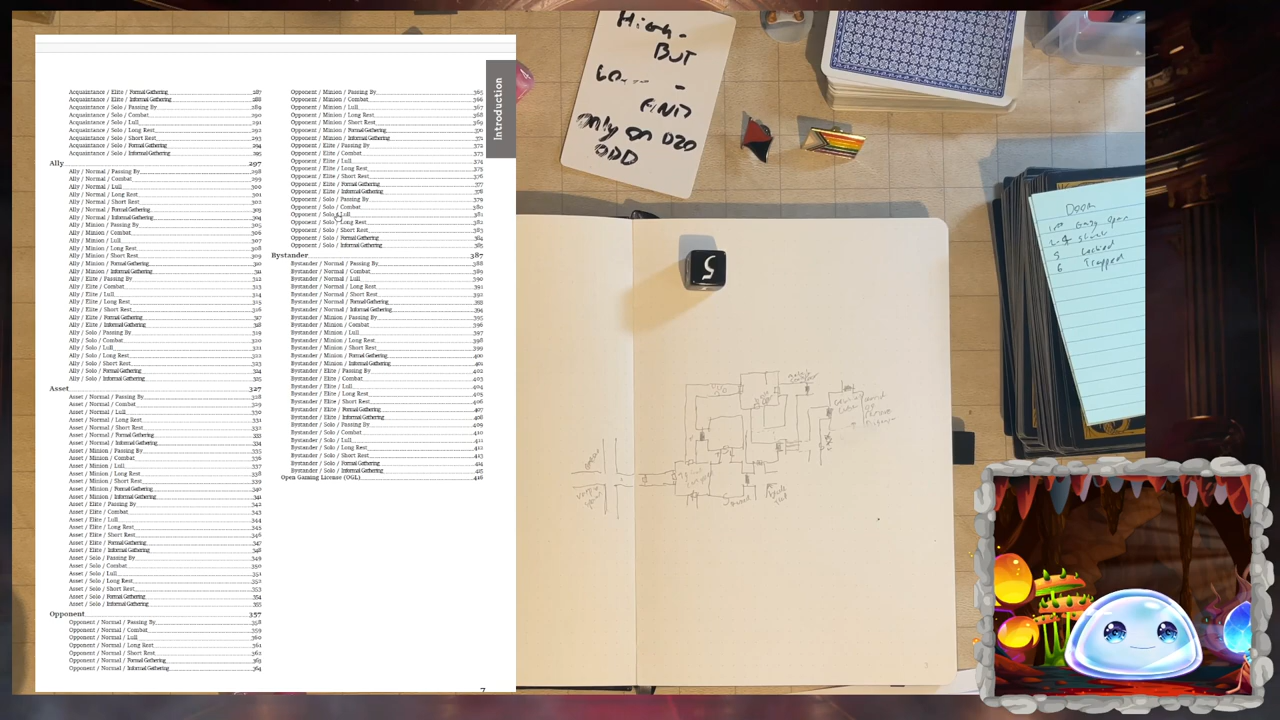 Introduction
Acquaintance / Elite / Formal Gathering 287
Acquaintance / Elite / Informal Gathering 288
Acquaintance / Solo / Passing By 289
Acquaintance / Solo / Combat 290
Acquaintance / Solo / Lull 291
Acquaintance / Solo / Long Rest 292
Acquaintance / Solo / Short Rest 293
Acquaintance / Solo / Formal Gathering 294
Acquaintance / Solo / Informal Gathering 295
Ally 297
Ally / Normal / Passing By 298
Ally / Normal / Combat 299
Ally / Normal / Lull 300
Ally / Normal / Long Rest 301
Ally / Normal / Short Rest 302
Ally / Normal / Formal Gathering 303
Ally / Normal / Informal Gathering 304
Ally / Minion / Passing By 305
Ally / Minion / Combat 306
Ally / Minion / Lull 307
Ally / Minion / Long Rest 308
Ally / Minion / Short Rest 309
Ally / Minion / Formal Gathering 310
Ally / Minion / Informal Gathering 311
Ally / Elite / Passing By 312
Ally / Elite / Combat 313
Ally / Elite / Lull 314
Ally / Elite / Long Rest 315
Ally / Elite / Short Rest 316
Ally / Elite / Formal Gathering 317
Ally / Elite / Informal Gathering 318
Ally / Solo / Passing By 319
Ally / Solo / Combat 320
Ally / Solo / Lull 321
Ally / Solo / Long Rest 322
Ally / Solo / Short Rest 323
Ally / Solo / Formal Gathering 324
Ally / Solo / Informal Gathering 325
Asset 327
Asset / Normal / Passing By 328
Asset / Normal / Combat 329
Asset / Normal / Lull 330
Asset / Normal / Long Rest 331
Asset / Normal / Short Rest 332
Asset / Normal / Formal Gathering 333
Asset / Normal / Informal Gathering 334
Asset / Minion / Passing By 335
Asset / Minion / Combat 336
Asset / Minion / Lull 337
Asset / Minion / Long Rest 338
Asset / Minion / Short Rest 339
Asset / Minion / Formal Gathering 340
Asset / Minion / Informal Gathering 341
Asset / Elite / Passing By 342
Asset / Elite / Combat 343
Asset / Elite / Lull 344
Asset / Elite / Long Rest 345
Asset / Elite / Short Rest 346
Asset / Elite / Formal Gathering 347
Asset / Elite / Informal Gathering 348
Asset / Solo / Passing By 349
Asset / Solo / Combat 350
Asset / Solo / Lull 351
Asset / Solo / Long Rest 352
Asset / Solo / Short Rest 353
Asset / Solo / Formal Gathering 354
Asset / Solo / Informal Gathering 355
Opponent 357
Opponent / Normal / Passing By 358
Opponent / Normal / Combat 359
Opponent / Normal / Lull 360
Opponent / Normal / Long Rest 361
Opponent / Normal / Short Rest 362
Opponent / Normal / Formal Gathering 363
Opponent / Normal / Informal Gathering 364
Opponent / Minion / Passing By 365
Opponent / Minion / Combat 366
Opponent / Minion / Lull 367
Opponent / Minion / Long Rest 368
Opponent / Minion / Short Rest 369
Opponent / Minion / Formal Gathering 370
Opponent / Minion / Informal Gathering 371
Opponent / Elite / Passing By 372
Opponent / Elite / Combat 373
Opponent / Elite / Lull 374
Opponent / Elite / Long Rest 375
Opponent / Elite / Short Rest 376
Opponent / Elite / Formal Gathering 377
Opponent / Elite / Informal Gathering 378
Opponent / Solo / Passing By 379
Opponent / Solo / Combat 380
Opponent / Solo / Lull 381
Opponent / Solo / Long Rest 382
Opponent / Solo / Short Rest 383
Opponent / Solo / Formal Gathering 384
Opponent / Solo / Informal Gathering 385
Bystander 387
Bystander / Normal / Passing By 388
Bystander / Normal / Combat 389
Bystander / Normal / Lull 390
Bystander / Normal / Long Rest 391
Bystander / Normal / Short Rest 392
Bystander / Normal / Formal Gathering 393
Bystander / Normal / Informal Gathering 394
Bystander / Minion / Passing By 395
Bystander / Minion / Combat 396
Bystander / Minion / Lull 397
Bystander / Minion / Long Rest 398
Bystander / Minion / Short Rest 399
Bystander / Minion / Formal Gathering 400
Bystander / Minion / Informal Gathering 401
Bystander / Elite / Passing By 402
Bystander / Elite / Combat 403
Bystander / Elite / Lull 404
Bystander / Elite / Long Rest 405
Bystander / Elite / Short Rest 406
Bystander / Elite / Formal Gathering 407
Bystander / Elite / Informal Gathering 408
Bystander / Solo / Passing By 409
Bystander / Solo / Combat 410
Bystander / Solo / Lull 411
Bystander / Solo / Long Rest 412
Bystander / Solo / Short Rest 413
Bystander / Solo / Formal Gathering 414
Bystander / Solo / Informal Gathering 415
Open Gaming License (OGL) 416
7
High-
BUT
FIND
only on D20
ODD
5
Door
open
5 Locked
6 Trapped